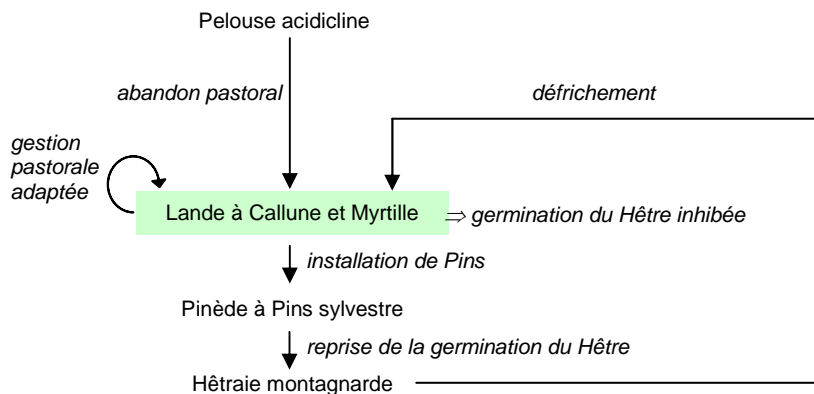 Pelouse acidicline
abandon pastoral
défrichement
gestion
pastorale
adaptée
Lande à Callune et Myrtille
⇒ germination du Hêtre inhibée
installation de Pins
Pinède à Pins sylvestre
reprise de la germination du Hêtre
Hêtraie montagnarde